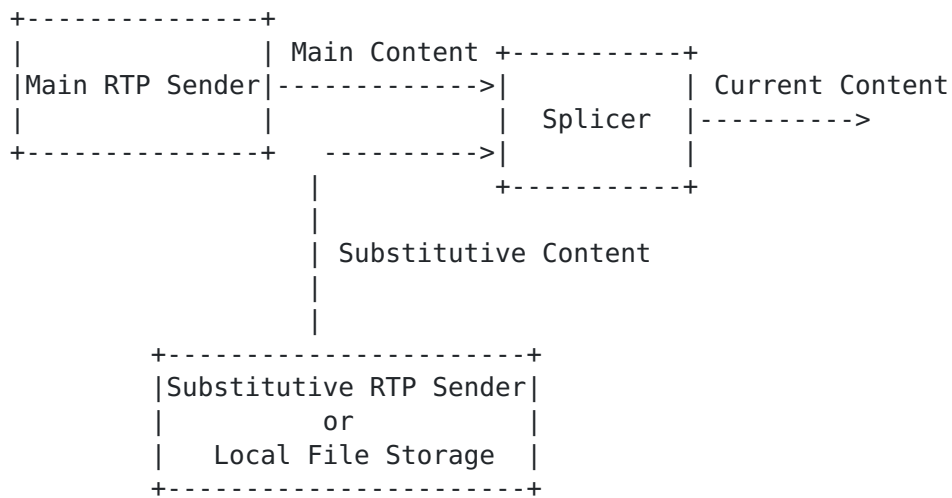 Main Content
Main RTP Sender
Current Content
Splicer
Substitutive Content
Substitutive RTP Sender
or
Local File Storage